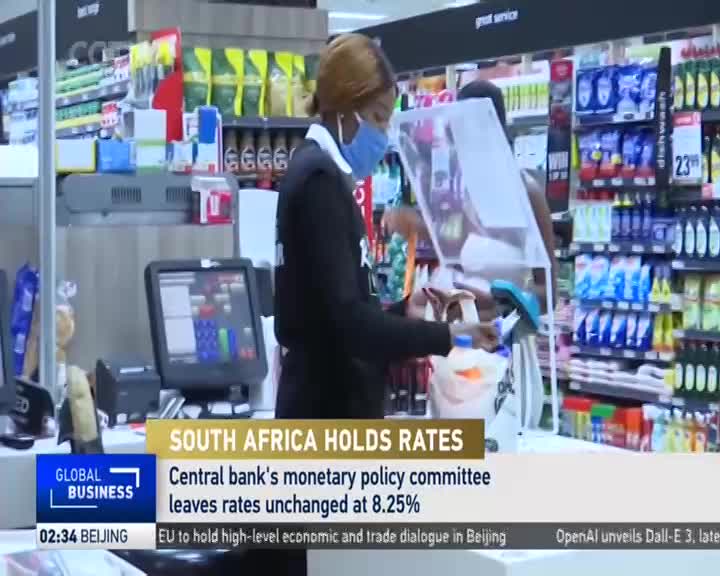 great service
dishwash
23.99
SOUTH AFRICA HOLDS RATES
Central bank's monetary policy committee
leaves rates unchanged at 8.25%
GLOBAL
BUSINESS
02:34 BEIJING
EU to hold high-level economic and trade dialogue in Beijing
OpenAI unveils Dall-E 3, late